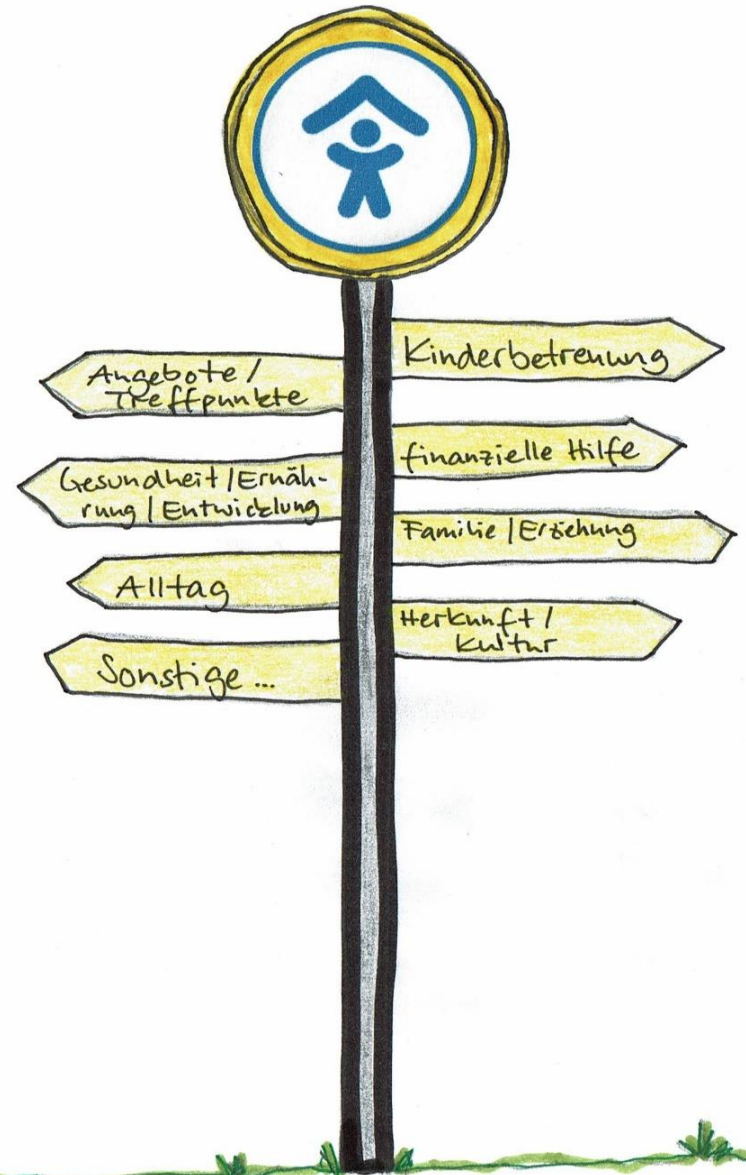 Kinderbetreuung
Angebote /
Treffpunkte
finanzielle Hilfe
Gesundheit | Ernäh-
rung | Entwicklung
Familie | Erziehung
Alltag
Herkunft /
Kultur
Sonstige ...